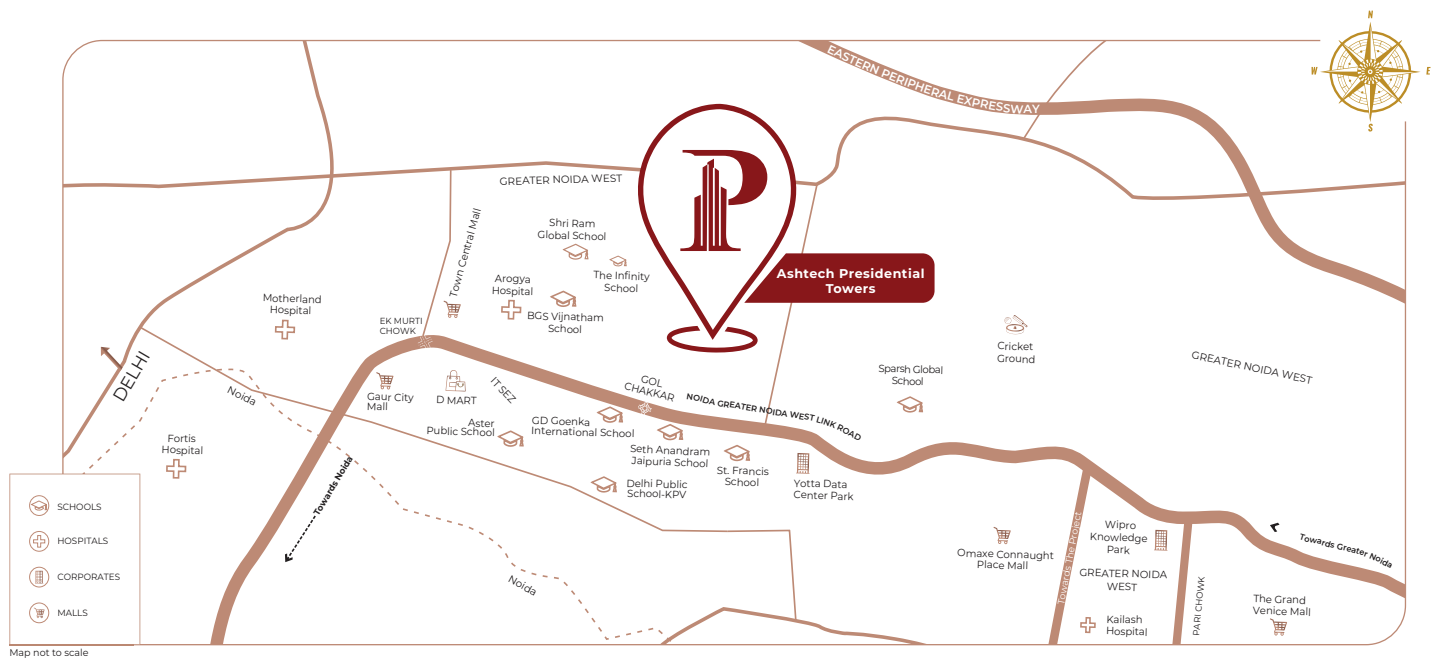 N
W
E
S
EASTERN PERIPHERAL EXPRESSWAY
GREATER NOIDA WEST
P
Town Central Mall
Shri Ram
Global School
The Infinity
School
Arogya
Hospital
BGS Vijnatham
School
Ashtech Presidential
Towers
Motherland
Hospital
EK MURTI
CHOWK
Cricket
Ground
GREATER NOIDA WEST
DELHI
Noida
Gaur City
Mall
D MART
IT SEZ
GOL
CHAKKAR
NOIDA GREATER NOIDA WEST LINK ROAD
Sparsh Global
School
Aster
Public School
GD Goenka
International School
Seth Anandram
Jaipuria School
St. Francis
School
Delhi Public
School-KPV
Yotta Data
Center Park
Fortis
Hospital
Towards Noida
Noida
SCHOOLS
HOSPITALS
CORPORATES
MALLS
Map not to scale
Omaxe Connaught
Place Mall
Towards The Project
Wipro
Knowledge
Park
GREATER NOIDA
WEST
Kailash
Hospital
PARI CHOWK
Towards Greater Noida
The Grand
Venice Mall